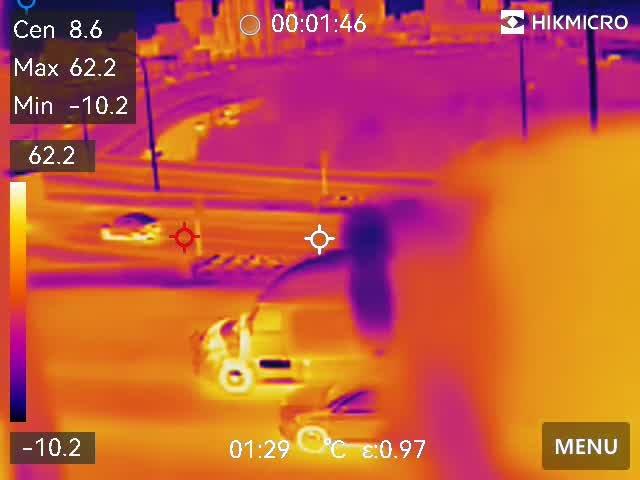 Cen 8.6
00:01:46
HIKMICRO
Max 62.2
Min -10.2
62.2
-10.2
01:29 °C ε:0.97
MENU